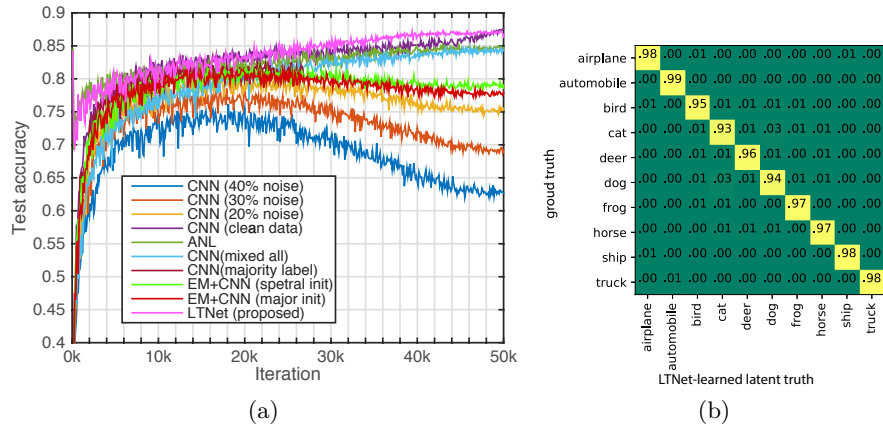 0.9
0.85
0.8
0.75
0.7
0.65
0.6
0.55
0.5
0.45
0.4
Test accuracy
CNN (40% noise)
CNN (30% noise)
CNN (20% noise)
CNN (clean data)
ANL
CNN(mixed all)
CNN(majority label)
EM+CNN (spetral init)
EM+CNN (major init)
LTNet (proposed)
0k 10k 20k 30k 40k 50k
Iteration
(a)
groud truth
airplane .98 .00 .01 .00 .00 .00 .00 .00 .01 .00
automobile .00 .99 .00 .00 .00 .00 .00 .00 .00 .00
bird .01 .00 .95 .01 .01 .01 .01 .00 .00 .00
cat .00 .00 .01 .93 .01 .03 .01 .01 .00 .00
deer .00 .00 .01 .01 .96 .01 .00 .01 .00 .00
dog .00 .00 .01 .03 .01 .94 .00 .01 .00 .00
frog .00 .00 .01 .01 .00 .00 .97 .00 .00 .00
horse .00 .00 .00 .01 .01 .01 .00 .97 .00 .00
ship .01 .00 .00 .00 .00 .00 .00 .00 .98 .00
truck .00 .01 .00 .00 .00 .00 .00 .00 .00 .98
airplane automobile bird cat deer dog frog horse ship truck
LTNet-learned latent truth
(b)